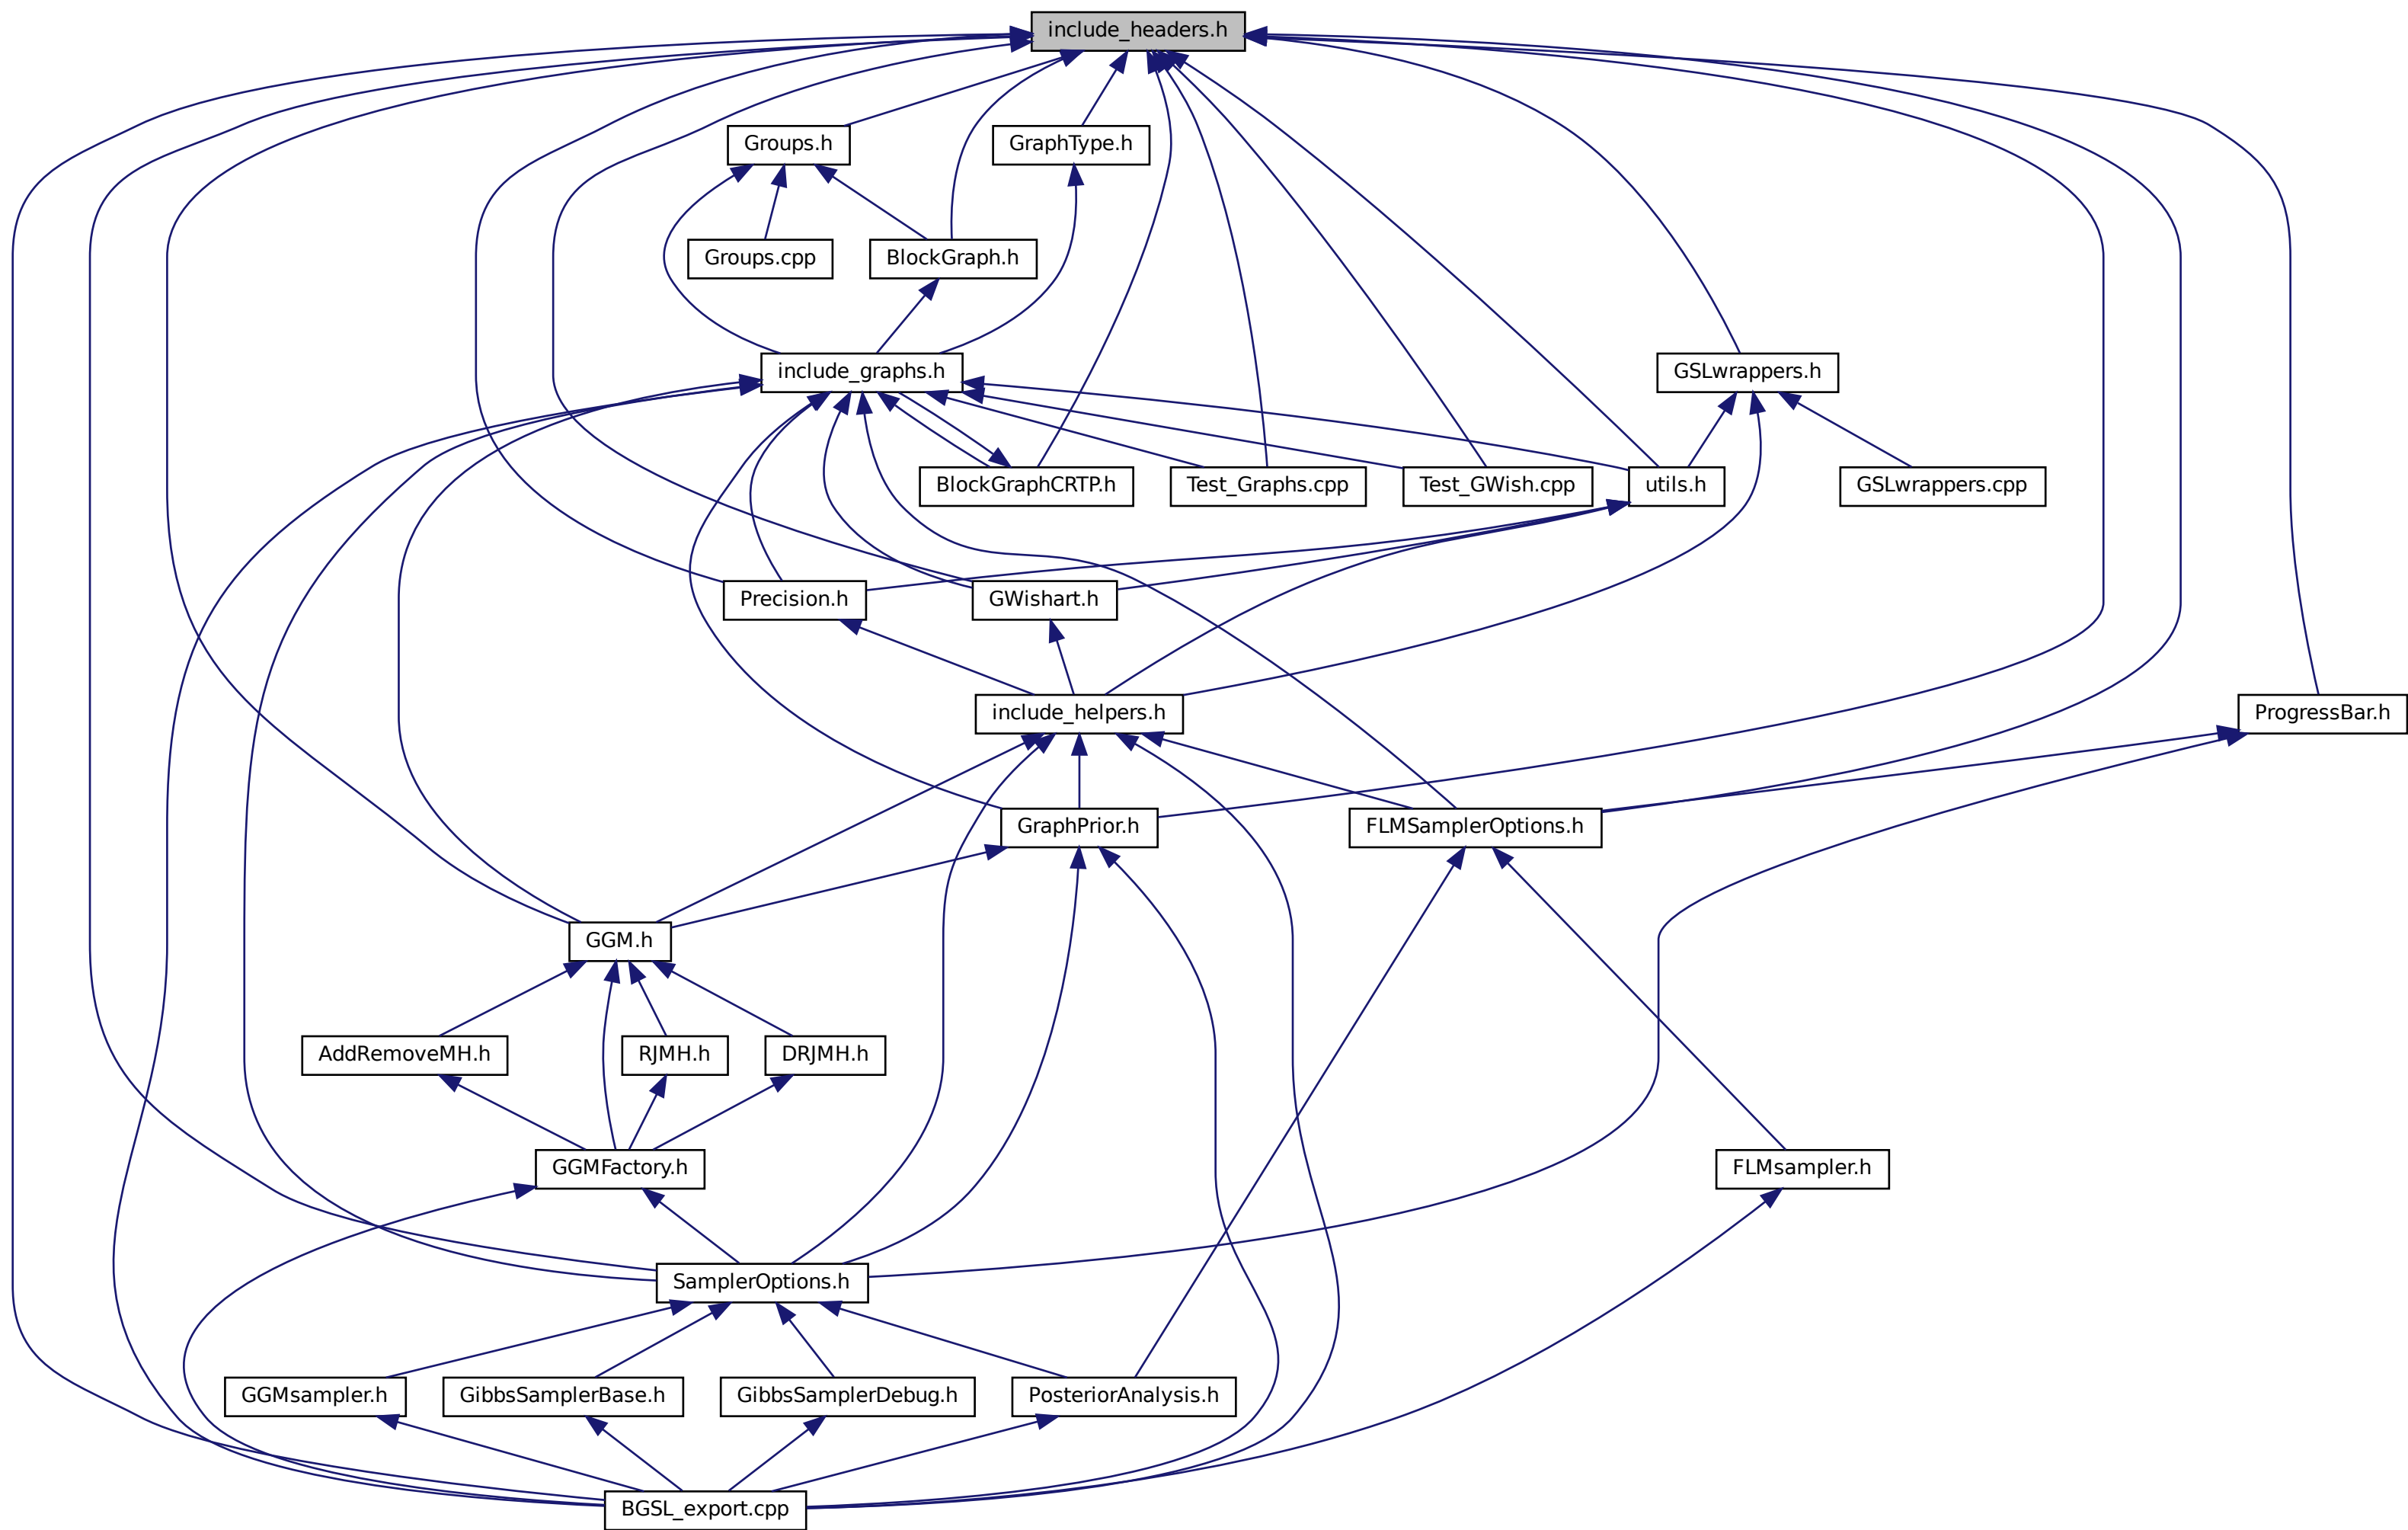 include_headers.h
Groups.h
GraphType.h
Groups.cpp
BlockGraph.h
include_graphs.h
GSLwrappers.h
BlockGraphCRTP.h
Test_Graphs.cpp
Test_GWish.cpp
utils.h
GSLwrappers.cpp
Precision.h
GWishart.h
include_helpers.h
ProgressBar.h
GraphPrior.h
FLMSamplerOptions.h
GGM.h
AddRemoveMH.h
RJMH.h
DRJMH.h
GGMFactory.h
FLMsampler.h
SamplerOptions.h
GGMsampler.h
GibbsSamplerBase.h
GibbsSamplerDebug.h
PosteriorAnalysis.h
BGSL_export.cpp